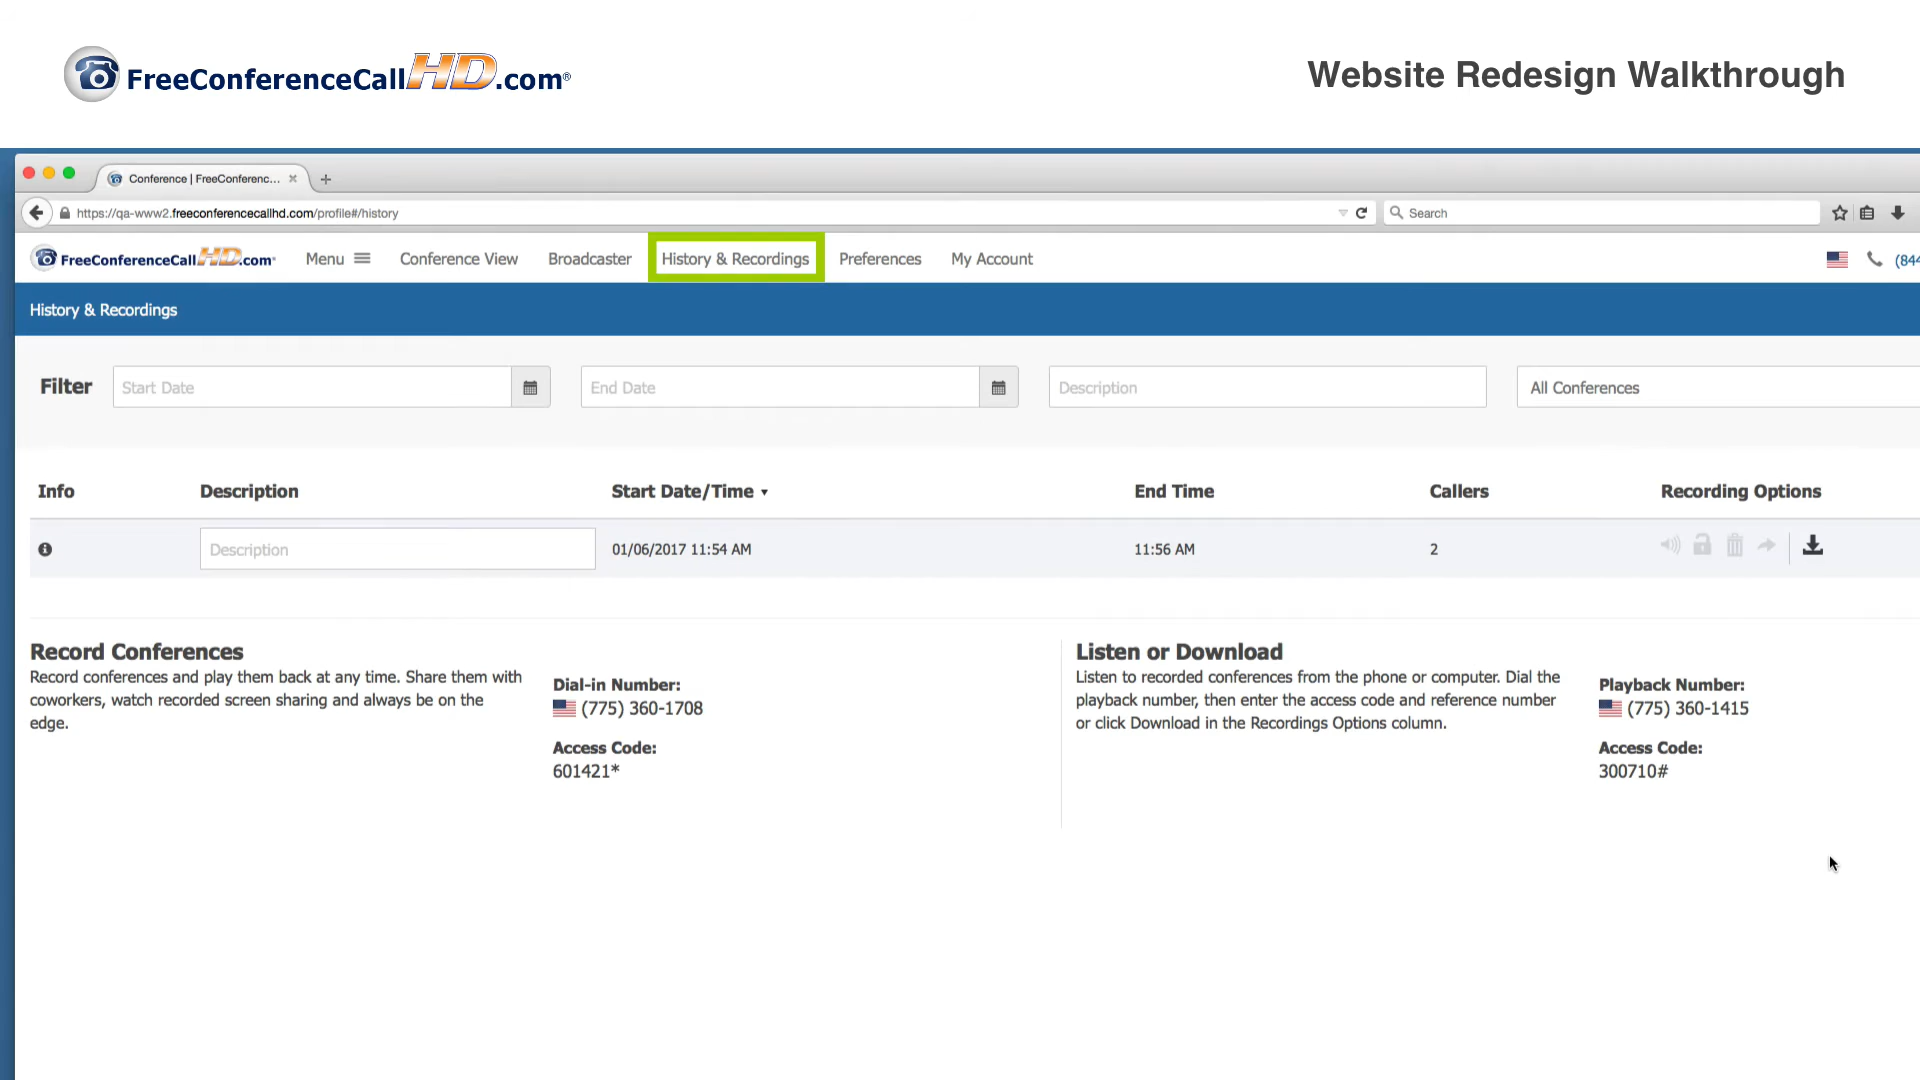 FreeConferenceCallHD.com®
Website Redesign Walkthrough
Conference | FreeConferenc...
https://qa-www2.freeconferencecallhd.com/profile#/history
Search
FreeConferenceCallHD.com
Menu
Conference View
Broadcaster
History & Recordings
Preferences
My Account
(844
History & Recordings
Filter
Start Date
End Date
Description
All Conferences
Info
Description
Start Date/Time
End Time
Callers
Recording Options
Description
01/06/2017 11:54 AM
11:56 AM
2
Record Conferences
Record conferences and play them back at any time. Share them with
coworkers, watch recorded screen sharing and always be on the
edge.
Dial-in Number:
(775) 360-1708
Access Code:
601421*
Listen or Download
Listen to recorded conferences from the phone or computer. Dial the
playback number, then enter the access code and reference number
or click Download in the Recordings Options column.
Playback Number:
(775) 360-1415
Access Code:
300710#